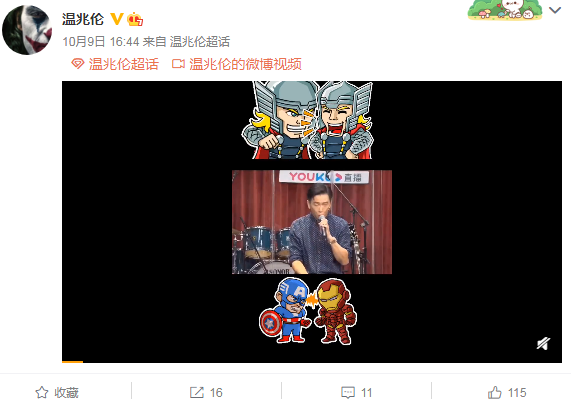 温兆伦
10月9日 16:44 来自 温兆伦超话
温兆伦超话 温兆伦的微博视频
YOUKU 直播
SONOR
A
收藏 16 11 115